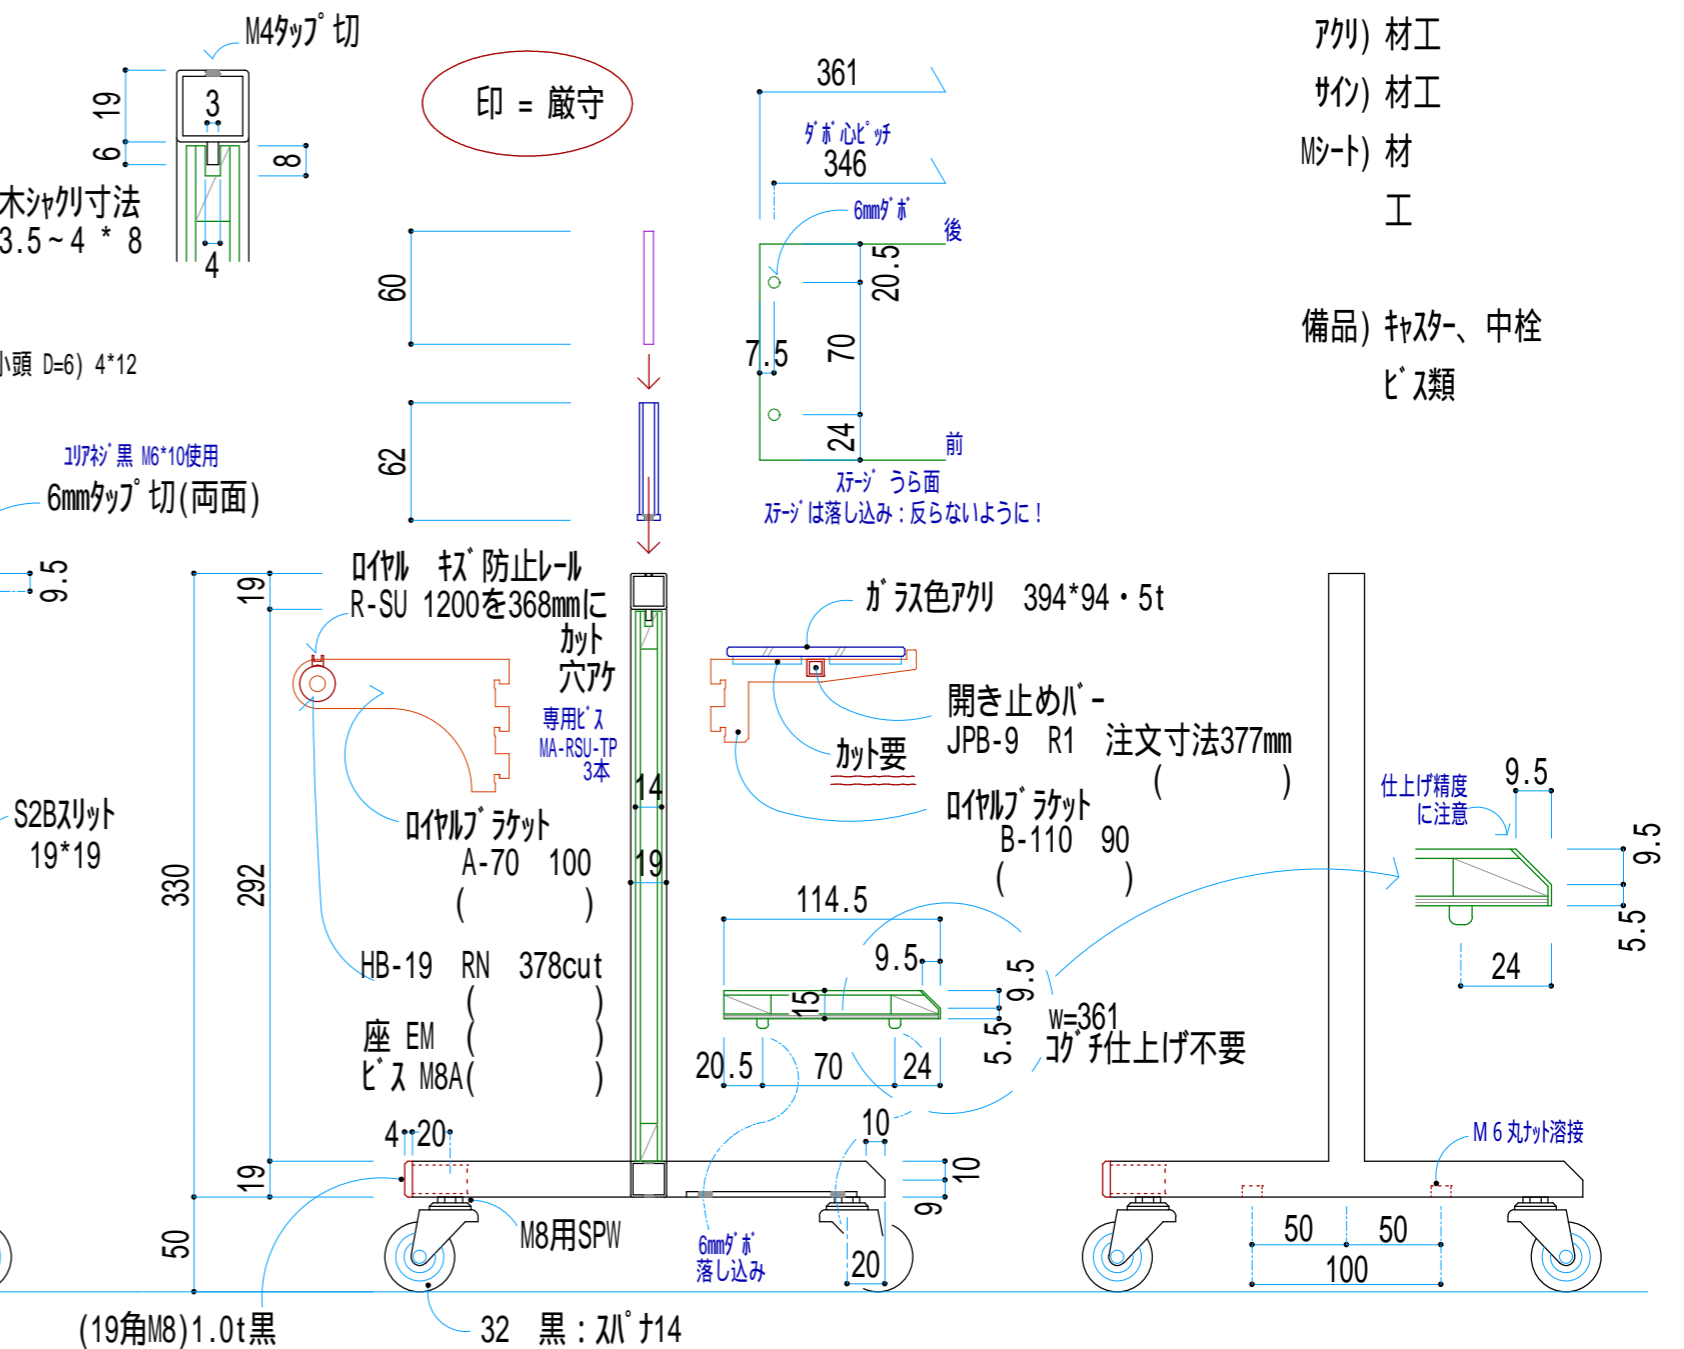 M4ﾀｯﾌﾟ切
19
3
6
8
木ｼｬｸﾘ寸法
3.5~4 * 8
4
小頭 D=6) 4*12
ﾕﾘｱﾈｼﾞ黒 M6*10使用
6mmﾀｯﾌﾟ切(両面)
9.5
S2Bｽﾘｯﾄ
19*19
印 = 厳守
361
ﾀﾞﾎﾞ心ﾋﾟｯﾁ
346
6mmﾀﾞﾎﾞ
後
20.5
7.5
70
24
前
ｽﾃｰｼﾞ うら面
ｽﾃｰｼﾞは落し込み：反らないように！
60
62
ｱｸﾘ) 材工
ｻｲﾝ) 材工
Mｼｰﾄ) 材
工
備品) ｷｬｽﾀｰ、中栓
ﾋﾞｽ類
ﾛｲﾔﾙ ｷｽﾞ防止ﾚｰﾙ
R-SU 1200を368mmに
ｶｯﾄ
穴ｱｹ
専用ﾋﾞｽ
MA-RSU-TP
3本
19
330
292
19
50
14
19
ﾛｲﾔﾙﾌﾞﾗｹｯﾄ
A-70 100
( )
HB-19 RN 378cut
( )
座 EM ( )
ﾋﾞｽ M8A( )
ｶﾞﾗｽ色ｱｸﾘ 394*94・5t
開き止めﾊﾞｰ
JPB-9 R1 注文寸法377mm
( )
ｶｯﾄ要
ﾛｲﾔﾙﾌﾞﾗｹｯﾄ
B-110 90
( )
仕上げ精度
に注意
9.5
9.5
5.5
24
114.5
9.5
15
9.5
5.5
w=361
ｺｸﾞﾁ仕上げ不要
20.5
70
24
4
20
10
10
9
M8用SPW
6mmﾀﾞﾎﾞ
落し込み
20
M6丸ﾅｯﾄ溶接
50
50
100
(19角M8)1.0t黒
32 黒：ｽﾊﾟﾅ14